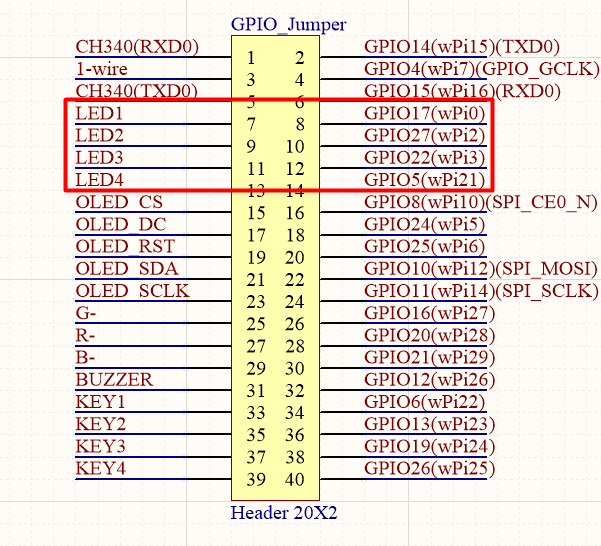 GPIO_Jumper
CH340(RXD0) 1 2 GPIO14(wPi15)(TXD0)
1-wire 3 4 GPIO4(wPi7)(GPIO_GCLK)
CH340(TXD0) 5 6 GPIO15(wPi16)(RXD0)
LED1 7 8 GPIO17(wPi0)
LED2 9 10 GPIO27(wPi2)
LED3 11 12 GPIO22(wPi3)
LED4 13 14 GPIO5(wPi21)
OLED_CS 15 16 GPIO8(wPi10)(SPI_CE0_N)
OLED_DC 17 18 GPIO24(wPi5)
OLED_RST 19 20 GPIO25(wPi6)
OLED_SDA 21 22 GPIO10(wPi12)(SPI_MOSI)
OLED_SCLK 23 24 GPIO11(wPi14)(SPI_SCLK)
G- 25 26 GPIO16(wPi27)
R- 27 28 GPIO20(wPi28)
B- 29 30 GPIO21(wPi29)
BUZZER 31 32 GPIO12(wPi26)
KEY1 33 34 GPIO6(wPi22)
KEY2 35 36 GPIO13(wPi23)
KEY3 37 38 GPIO19(wPi24)
KEY4 39 40 GPIO26(wPi25)
Header 20X2